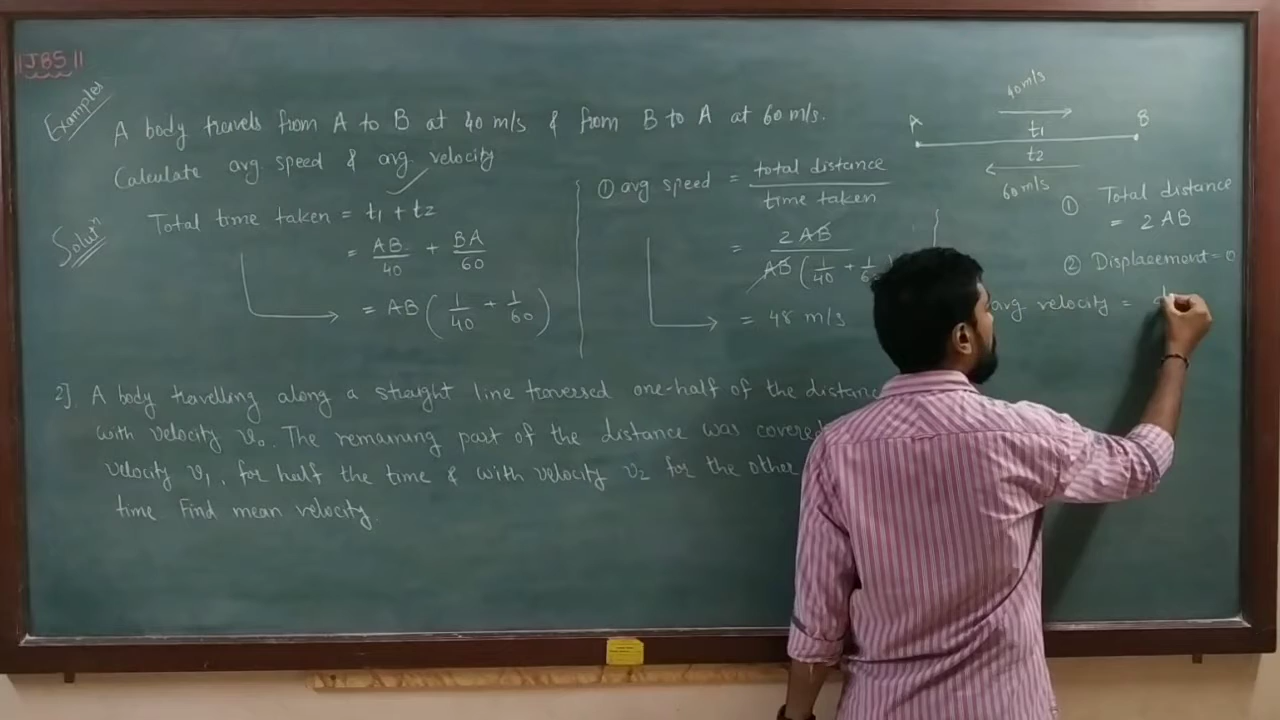 ||JBS||
Examples
A body travels from A to B at 40 m/s & from B to A at 60 m/s.
Calculate avg. speed & avg. velocity
Solutⁿ
Total time taken = t₁ + t₂
= AB/40 + BA/60
= AB (1/40 + 1/60)
① avg speed = total distance / time taken
= 2 AB / AB (1/40 + 1/60)
= 48 m/s
40 m/s
A B
t₁
t₂
60 m/s
① Total distance
= 2 AB
② Displacement = 0
avg velocity =
2]. A body travelling along a straight line traversed one-half of the distance
with velocity v₀. The remaining part of the distance was covered
velocity v₁, for half the time & with velocity v₂ for the other
time Find mean velocity.